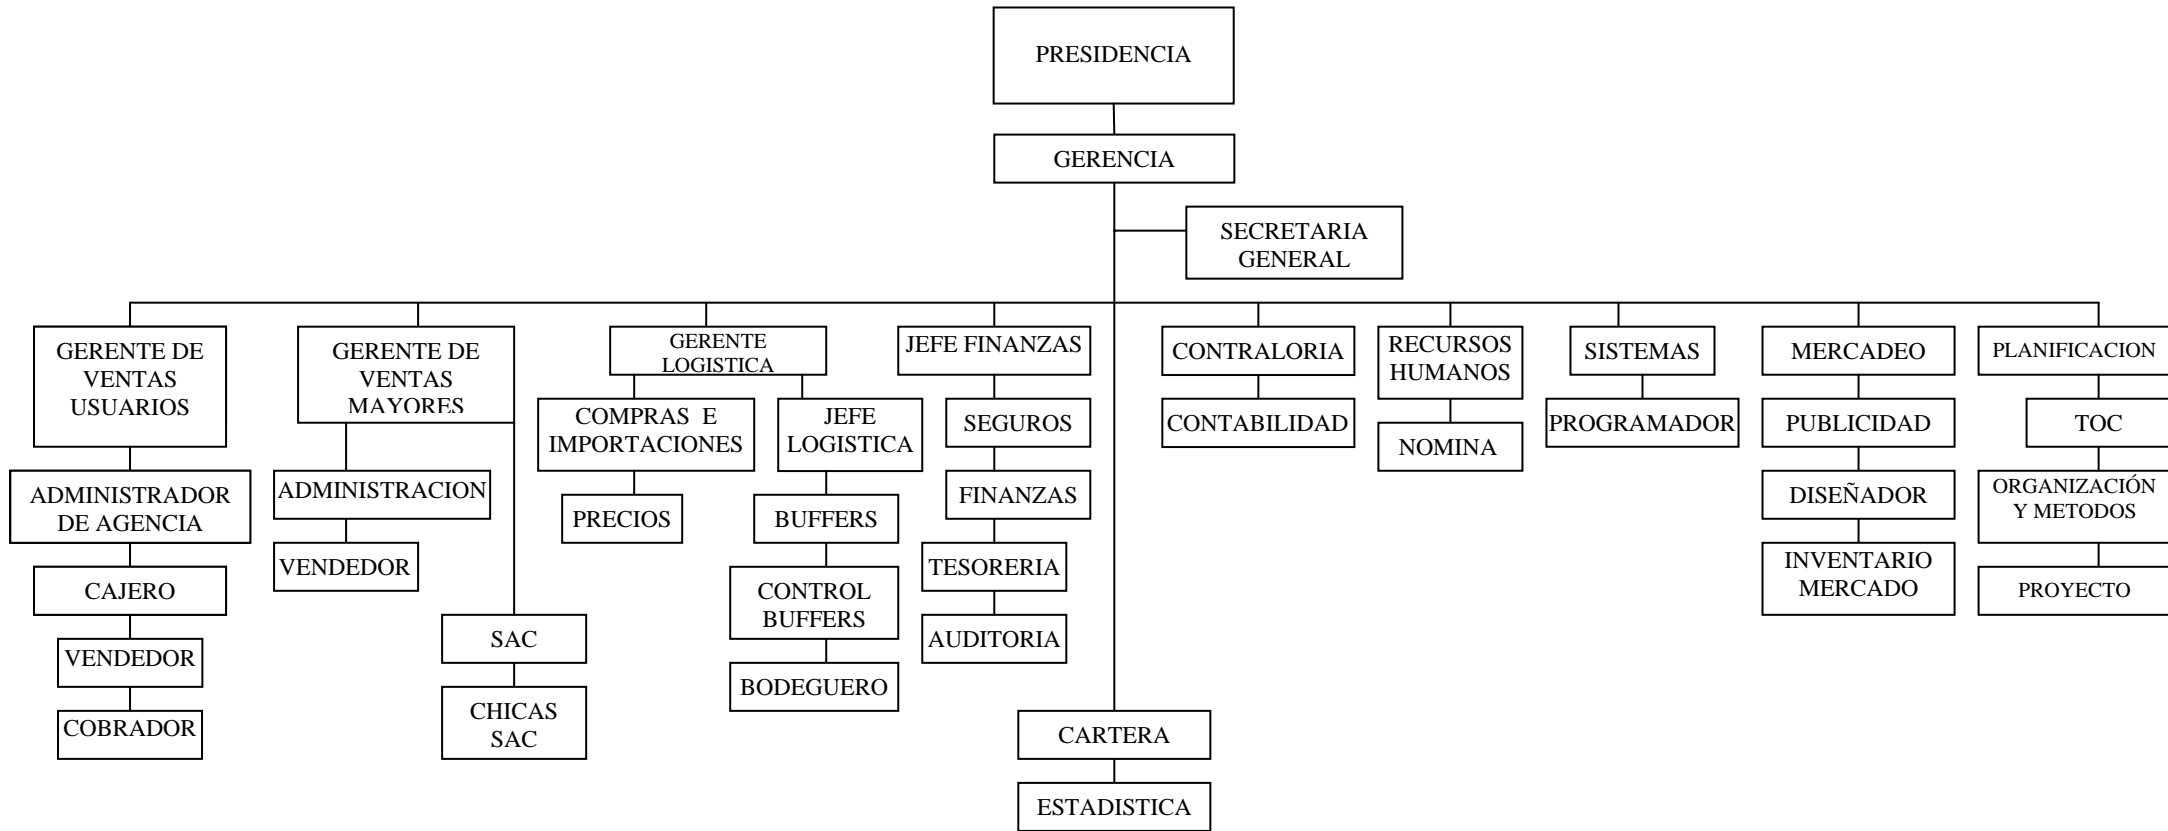 PRESIDENCIA
GERENCIA
SECRETARIA
GENERAL
GERENTE DE
VENTAS
USUARIOS
GERENTE DE
VENTAS
MAYORES
GERENTE
LOGISTICA
JEFE FINANZAS
CONTRALORIA
RECURSOS
HUMANOS
SISTEMAS
MERCADEO
PLANIFICACION
COMPRAS E
IMPORTACIONES
JEFE
LOGISTICA
SEGUROS
CONTABILIDAD
NOMINA
PROGRAMADOR
PUBLICIDAD
TOC
ADMINISTRADOR
DE AGENCIA
ADMINISTRACION
PRECIOS
BUFFERS
FINANZAS
DISEÑADOR
ORGANIZACIÓN
Y METODOS
CAJERO
VENDEDOR
CONTROL
BUFFERS
TESORERIA
INVENTARIO
MERCADO
PROYECTO
VENDEDOR
SAC
AUDITORIA
BODEGUERO
COBRADOR
CHICAS
SAC
CARTERA
ESTADISTICA